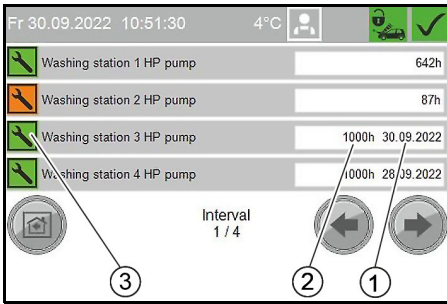 Fr 30.09.2022 10:51:30 4°C
Washing station 1 HP pump 642h
Washing station 2 HP pump 87h
Washing station 3 HP pump 1000h 30.09.2022
Washing station 4 HP pump 1000h 28.09.2022
Interval
1 / 4
3 2 1